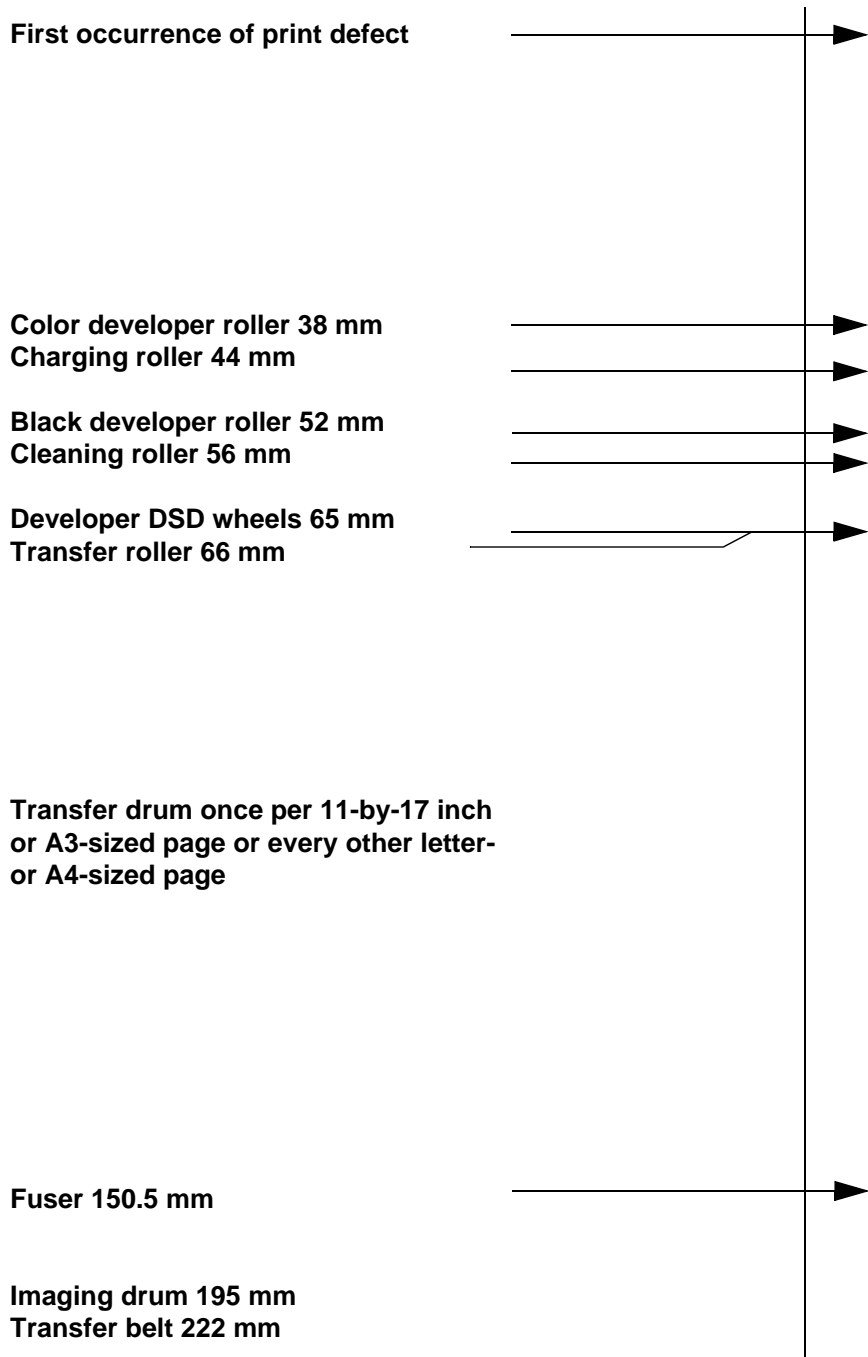 First occurrence of print defect
Color developer roller 38 mm
Charging roller 44 mm
Black developer roller 52 mm
Cleaning roller 56 mm
Developer DSD wheels 65 mm
Transfer roller 66 mm
Transfer drum once per 11-by-17 inch
or A3-sized page or every other letter-
or A4-sized page
Fuser 150.5 mm
Imaging drum 195 mm
Transfer belt 222 mm